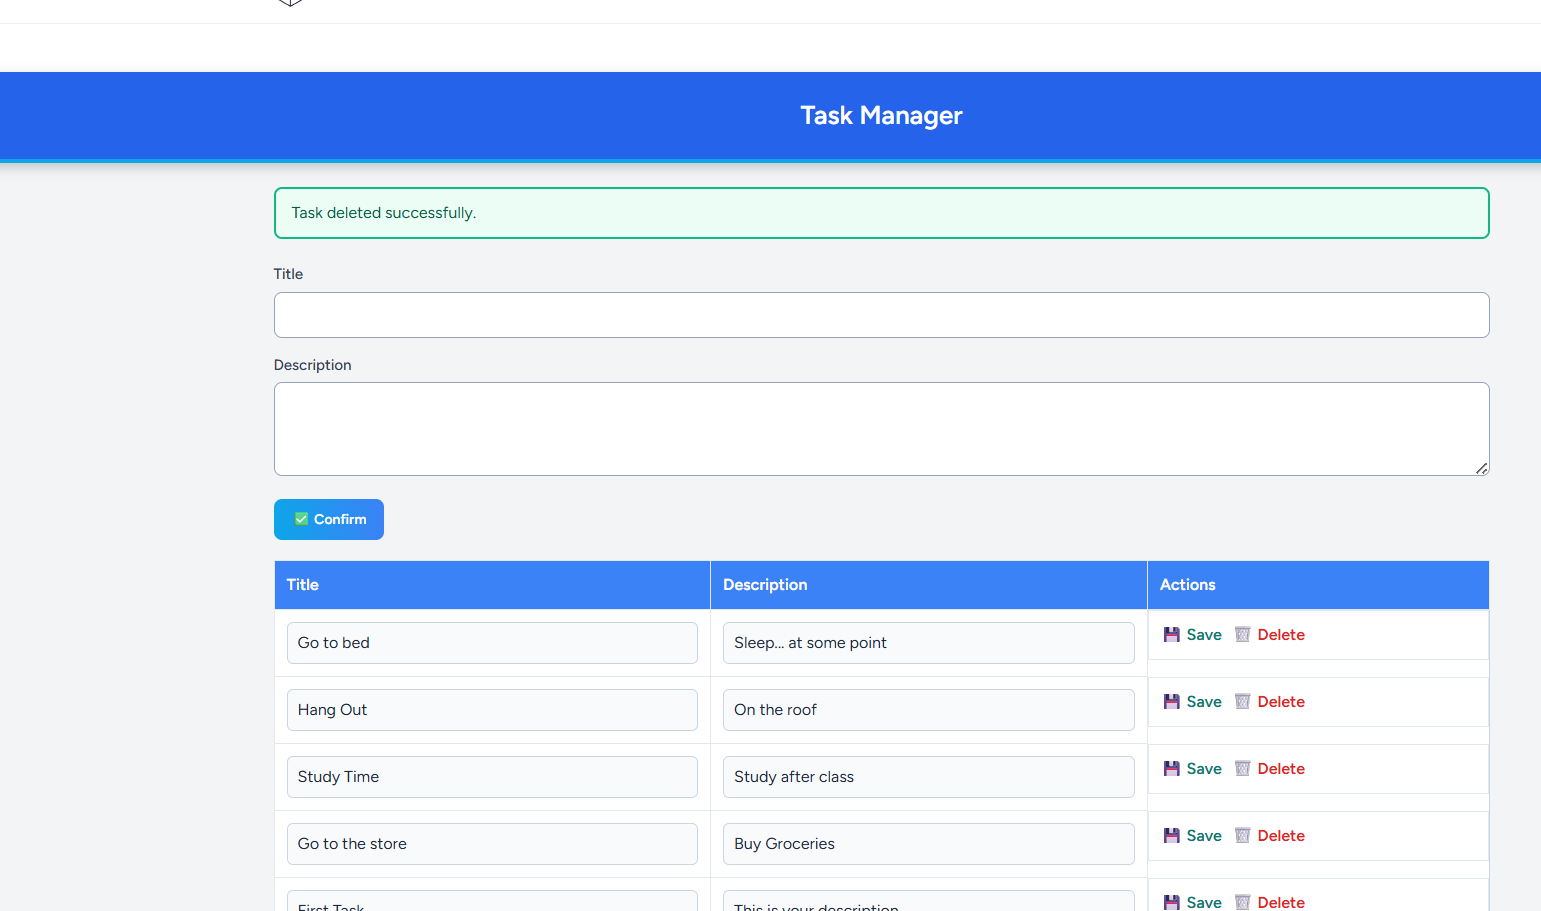 Task Manager
Task deleted successfully.
Title
Description
✅ Confirm
Title Description Actions
Go to bed Sleep... at some point 💾 Save 🗑️ Delete
Hang Out On the roof 💾 Save 🗑️ Delete
Study Time Study after class 💾 Save 🗑️ Delete
Go to the store Buy Groceries 💾 Save 🗑️ Delete
First Task This is your description 💾 Save 🗑️ Delete